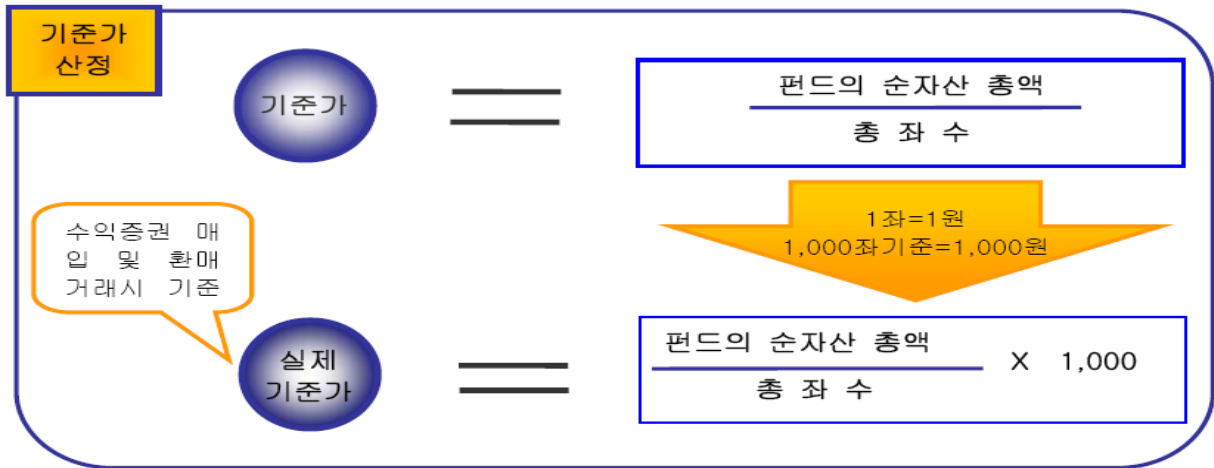 기준가
산정
기준가
펀드의 순자산 총액
총 좌 수
1좌=1원
1,000좌기준=1,000원
수익증권 매
입 및 환매
거래시 기준
실제
기준가
펀드의 순자산 총액
X 1,000
총 좌 수